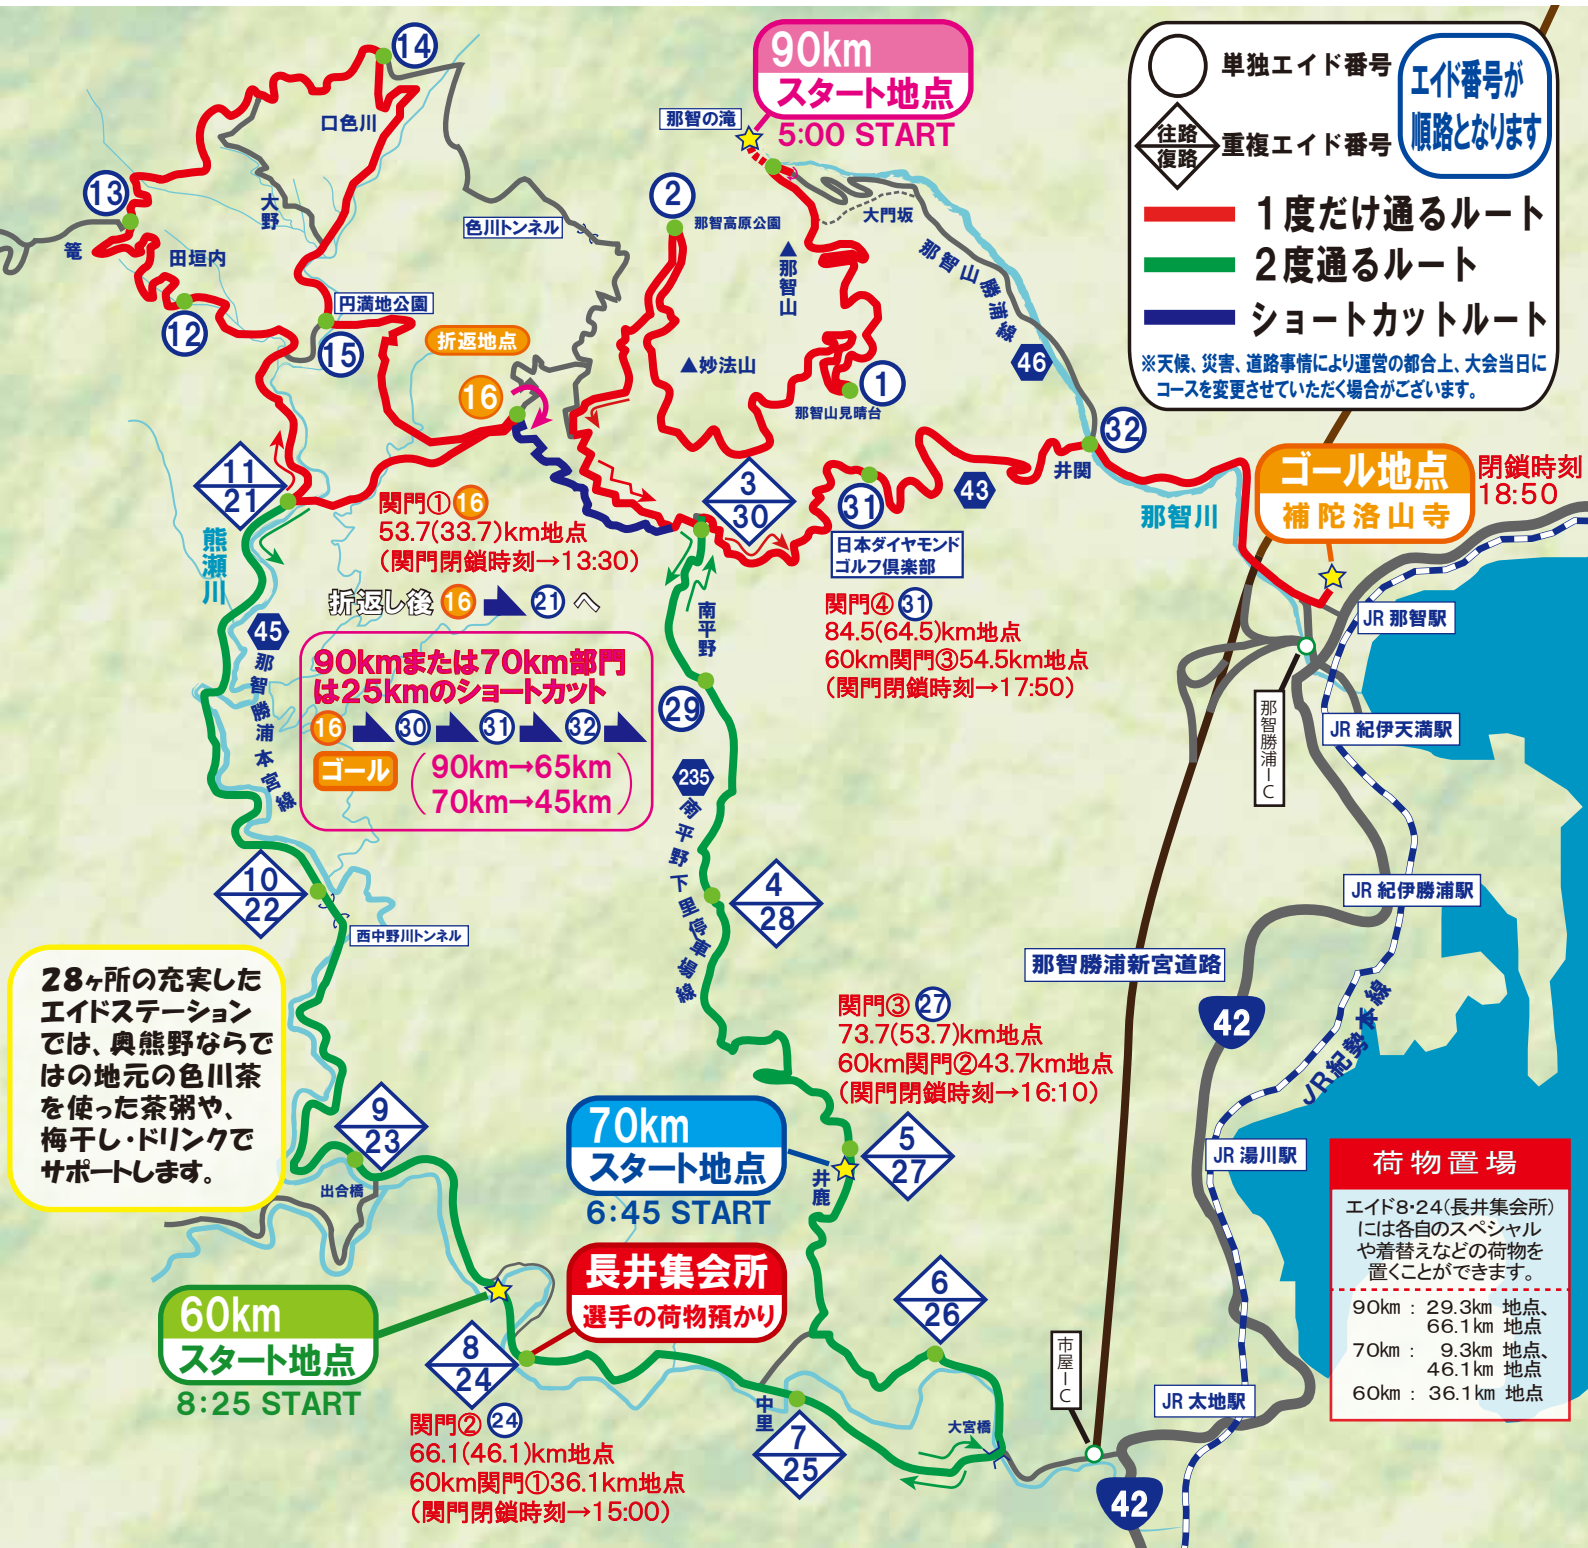 単独エイド番号
往路
復路
重複エイド番号
エイド番号が
順路となります
1度だけ通るルート
2度通るルート
ショートカットルート
※天候、災害、道路事情により運営の都合上、大会当日に
コースを変更させていただく場合がございます。
90km
スタート地点
5:00 START
那智の滝
14
口色川
13
大野
色川トンネル
2
那智高原公園
大門坂
▲那智山
那智山勝浦線
46
篭
田垣内
12
円満地公園
15
折返地点
16
▲妙法山
1
那智山見晴台
32
井関
43
31
日本ダイヤモンド
ゴルフ倶楽部
3
30
11
21
熊瀬川
関門① 16
53.7(33.7)km地点
(関門閉鎖時刻→13:30)
折返し後 16 21 へ
那智川
ゴール地点
補陀洛山寺
閉鎖時刻
18:50
JR 那智駅
関門④ 31
84.5(64.5)km地点
60km関門③54.5km地点
(関門閉鎖時刻→17:50)
南平野
45
那智勝浦本宮線
90kmまたは70km部門
は25kmのショートカット
16 30 31 32
ゴール
(90km→65km
70km→45km)
29
235
南平野下里停車場線
那智勝浦IC
JR 紀伊天満駅
10
22
西中野川トンネル
4
28
JR 紀伊勝浦駅
那智勝浦新宮道路
42
JR紀勢本線
28ヶ所の充実した
エイドステーション
では、奥熊野ならで
はの地元の色川茶
を使った茶粥や、
梅干し・ドリンクで
サポートします。
関門③ 27
73.7(53.7)km地点
60km関門②43.7km地点
(関門閉鎖時刻→16:10)
9
23
出合橋
70km
スタート地点
6:45 START
5
27
井鹿
JR 湯川駅
荷物置場
エイド8・24(長井集会所)
には各自のスペシャル
や着替えなどの荷物を
置くことができます。
90km : 29.3km 地点、
66.1km 地点
70km : 9.3km 地点、
46.1km 地点
60km : 36.1km 地点
長井集会所
選手の荷物預かり
60km
スタート地点
8:25 START
6
26
8
24
市屋IC
JR 太地駅
中里
大宮橋
7
25
関門② 24
66.1(46.1)km地点
60km関門①36.1km地点
(関門閉鎖時刻→15:00)
42